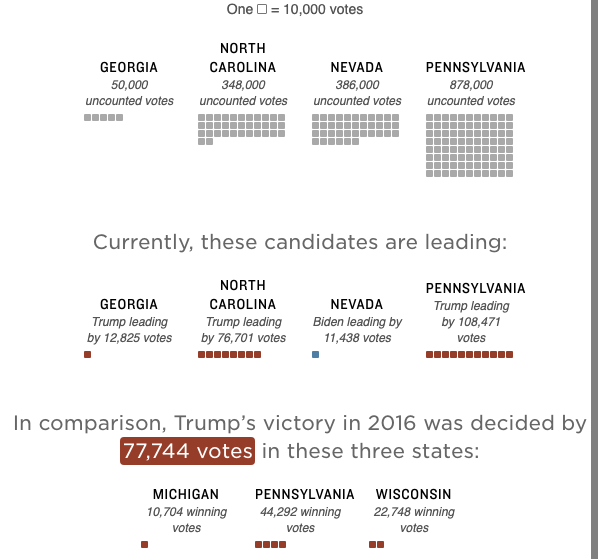 One □ = 10,000 votes
GEORGIA
50,000
uncounted votes
NORTH
CAROLINA
348,000
uncounted votes
NEVADA
386,000
uncounted votes
PENNSYLVANIA
878,000
uncounted votes
Currently, these candidates are leading:
GEORGIA
Trump leading
by 12,825 votes
NORTH
CAROLINA
Trump leading
by 76,701 votes
NEVADA
Biden leading by
11,438 votes
PENNSYLVANIA
Trump leading
by 108,471
votes
In comparison, Trump’s victory in 2016 was decided by
77,744 votes in these three states:
MICHIGAN
10,704 winning
votes
PENNSYLVANIA
44,292 winning
votes
WISCONSIN
22,748 winning
votes